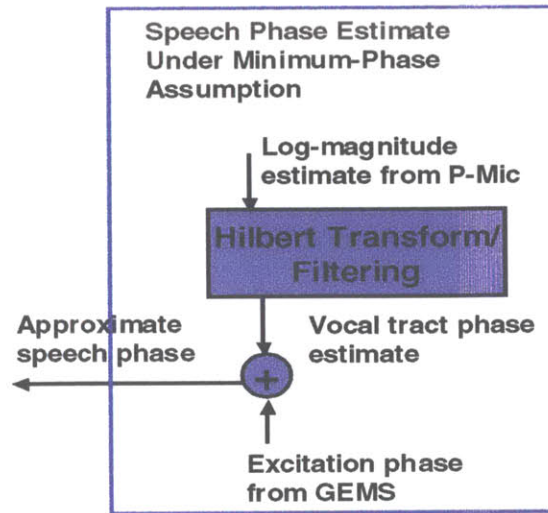 Speech Phase Estimate
Under Minimum-Phase
Assumption
Log-magnitude
estimate from P-Mic
Hilbert Transform/
Filtering
Approximate
speech phase
Vocal tract phase
estimate
+
Excitation phase
from GEMS